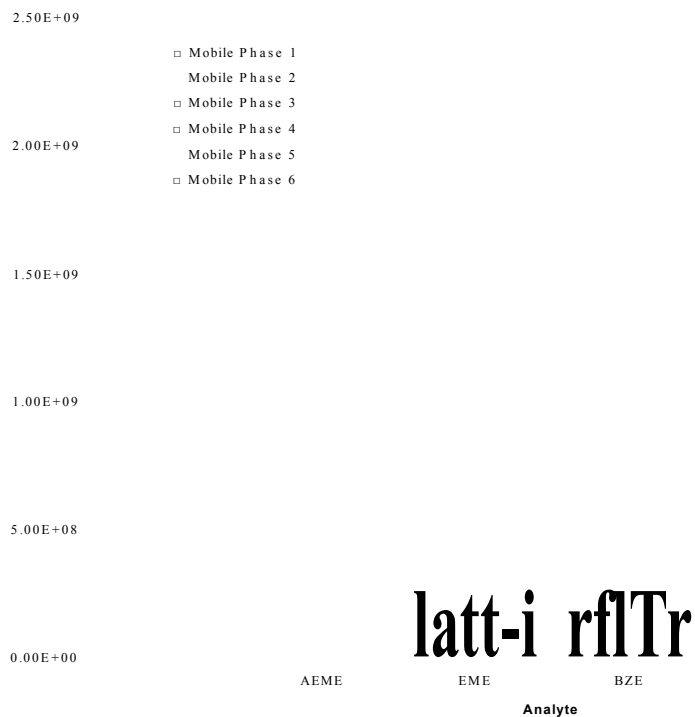 2.50E+09
□ Mobile Phase 1
Mobile Phase 2
□ Mobile Phase 3
□ Mobile Phase 4
2.00E+09
Mobile Phase 5
□ Mobile Phase 6
1.50E+09
1.00E+09
5.00E+08
latt-i rflTr
0.00E+00
AEME EME BZE
Analyte